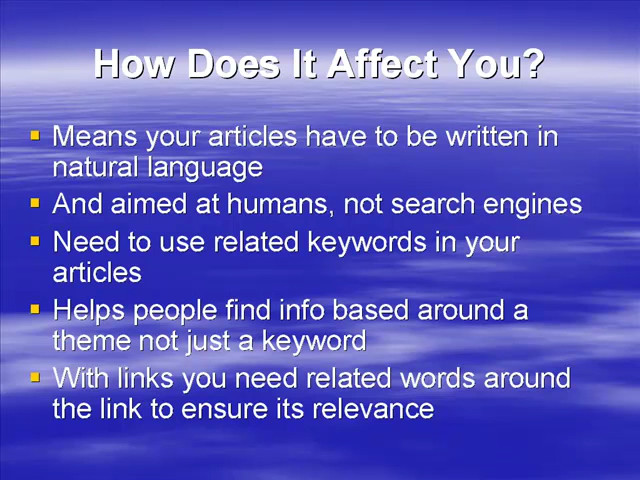 How Does It Affect You?
Means your articles have to be written in
natural language
And aimed at humans, not search engines
Need to use related keywords in your
articles
Helps people find info based around a
theme not just a keyword
With links you need related words around
the link to ensure its relevance